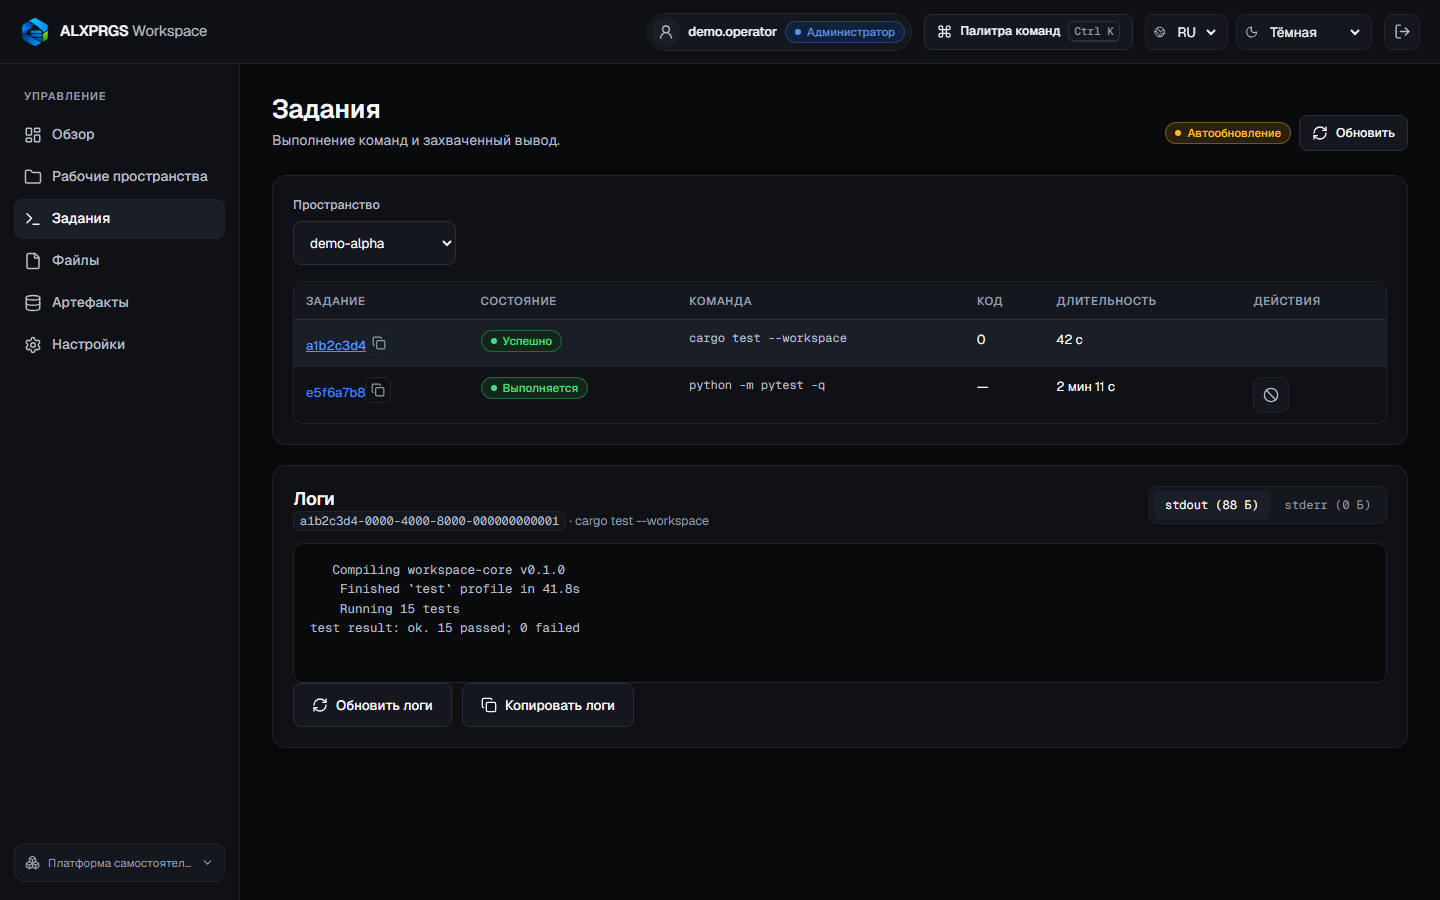 ALXPRGS Workspace
demo.operator
Администратор
Палитра команд
Ctrl K
RU
Тёмная
УПРАВЛЕНИЕ
Обзор
Рабочие пространства
Задания
Файлы
Артефакты
Настройки
Платформа самостоятел...
Задания
Выполнение команд и захваченный вывод.
Автообновление
Обновить
Пространство
demo-alpha
ЗАДАНИЕ СОСТОЯНИЕ КОМАНДА КОД ДЛИТЕЛЬНОСТЬ ДЕЙСТВИЯ
a1b2c3d4 Успешно cargo test --workspace 0 42 с
e5f6a7b8 Выполняется python -m pytest -q — 2 мин 11 с
Логи
a1b2c3d4-0000-4000-8000-000000000001 · cargo test --workspace
stdout (88 Б) stderr (0 Б)
Compiling workspace-core v0.1.0
Finished `test` profile in 41.8s
Running 15 tests
test result: ok. 15 passed; 0 failed
Обновить логи
Копировать логи